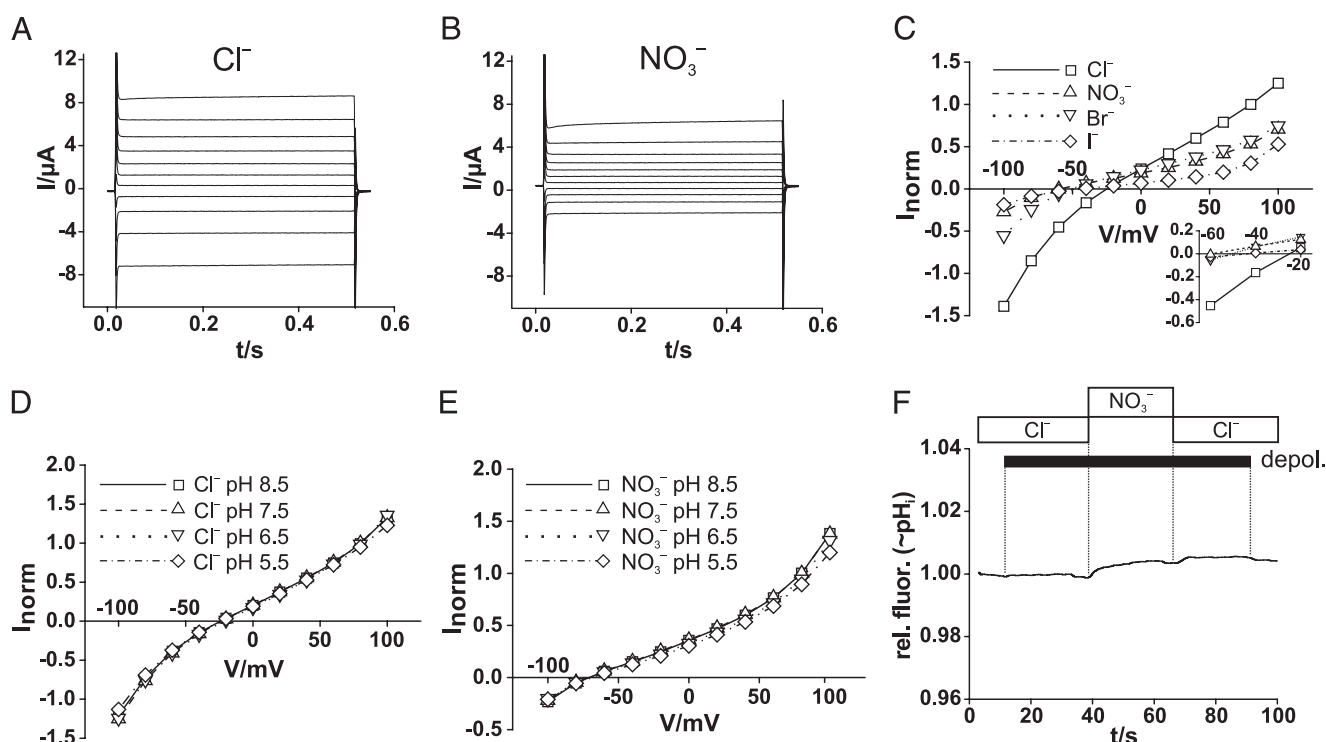 A
Cl⁻
12
8
4
0
-4
-8
I/µA
0.0 0.2 0.4 0.6
t/s
B
NO₃⁻
12
8
4
0
-4
-8
I/µA
0.0 0.2 0.4 0.6
t/s
C
Cl⁻
NO₃⁻
Br⁻
I⁻
1.5
1.0
0.5
0.0
-0.5
-1.0
-1.5
Inorm
-100 -50
0 50 100
V/mV
0.2
0.0
-0.2
-0.4
-0.6
-60 -40
-20
D
Cl⁻ pH 8.5
Cl⁻ pH 7.5
Cl⁻ pH 6.5
Cl⁻ pH 5.5
2.0
1.5
1.0
0.5
0.0
-0.5
-1.0
-1.5
Inorm
-100 -50
0 50 100
V/mV
E
NO₃⁻ pH 8.5
NO₃⁻ pH 7.5
NO₃⁻ pH 6.5
NO₃⁻ pH 5.5
2.0
1.5
1.0
0.5
0.0
-0.5
Inorm
-100
-50 0 50 100
V/mV
F
NO₃⁻
Cl⁻ Cl⁻
depol.
1.04
1.02
1.00
0.98
0.96
rel. fluor. (~pHi)
0 20 40 60 80 100
t/s